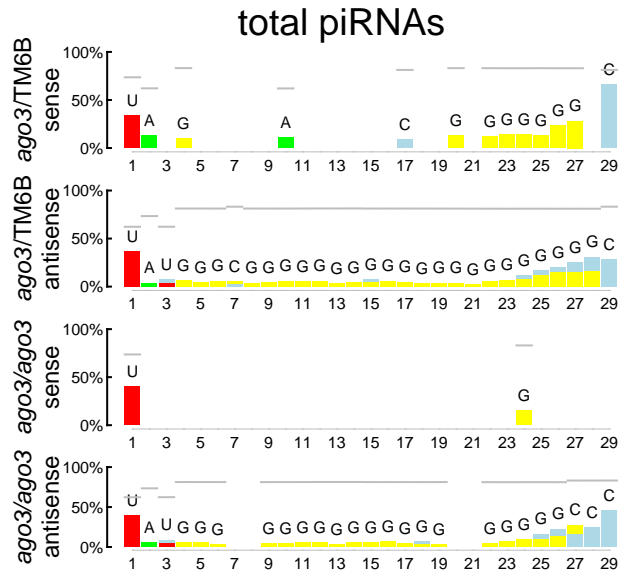 total piRNAs
ago3/TM6B
sense
100%
50%
0%
U A G A C G G G G G G G C
1 3 5 7 9 11 13 15 17 19 21 23 25 27 29
ago3/TM6B
antisense
100%
50%
0%
U A U G G G C G G G G G G G G G G G G G G G G G G G G G C
1 3 5 7 9 11 13 15 17 19 21 23 25 27 29
ago3/ago3
sense
100%
50%
0%
U G
1 3 5 7 9 11 13 15 17 19 21 23 25 27 29
ago3/ago3
antisense
100%
50%
0%
U A U G G G G G G G G G G G G G G G G G G C C C
1 3 5 7 9 11 13 15 17 19 21 23 25 27 29